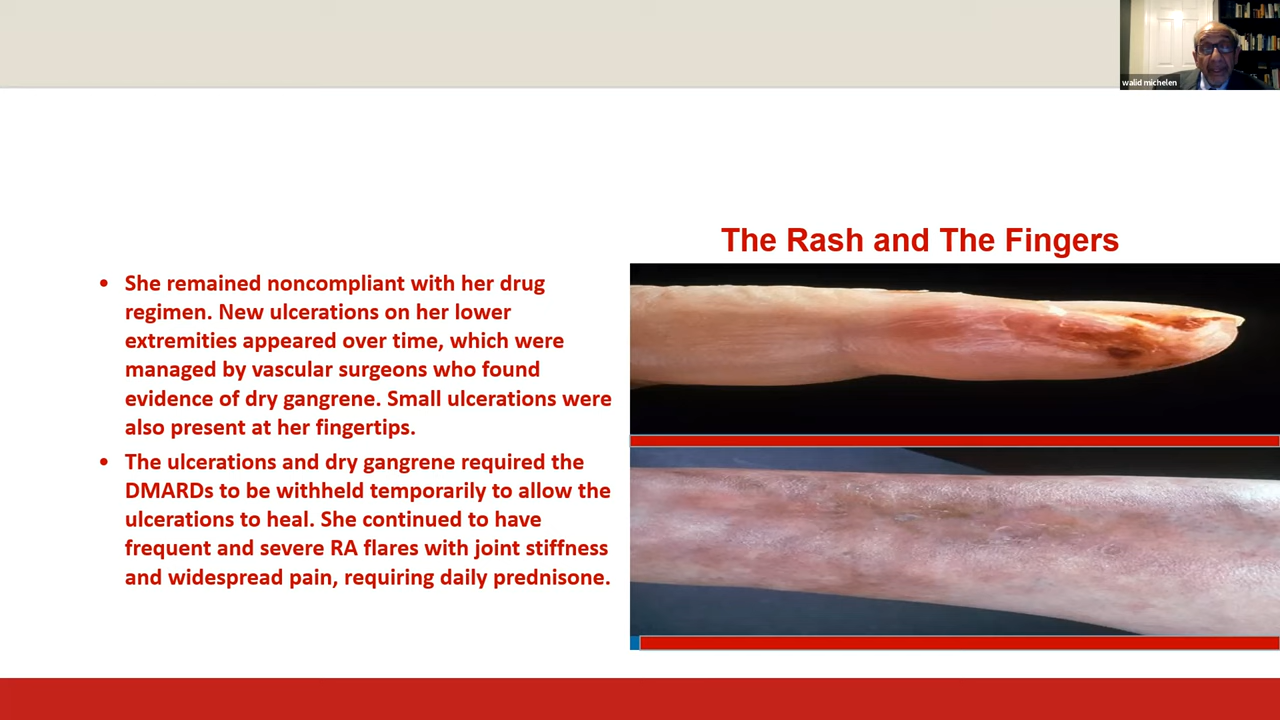 walid michelen
The Rash and The Fingers
• She remained noncompliant with her drug
regimen. New ulcerations on her lower
extremities appeared over time, which were
managed by vascular surgeons who found
evidence of dry gangrene. Small ulcerations were
also present at her fingertips.
• The ulcerations and dry gangrene required the
DMARDs to be withheld temporarily to allow the
ulcerations to heal. She continued to have
frequent and severe RA flares with joint stiffness
and widespread pain, requiring daily prednisone.